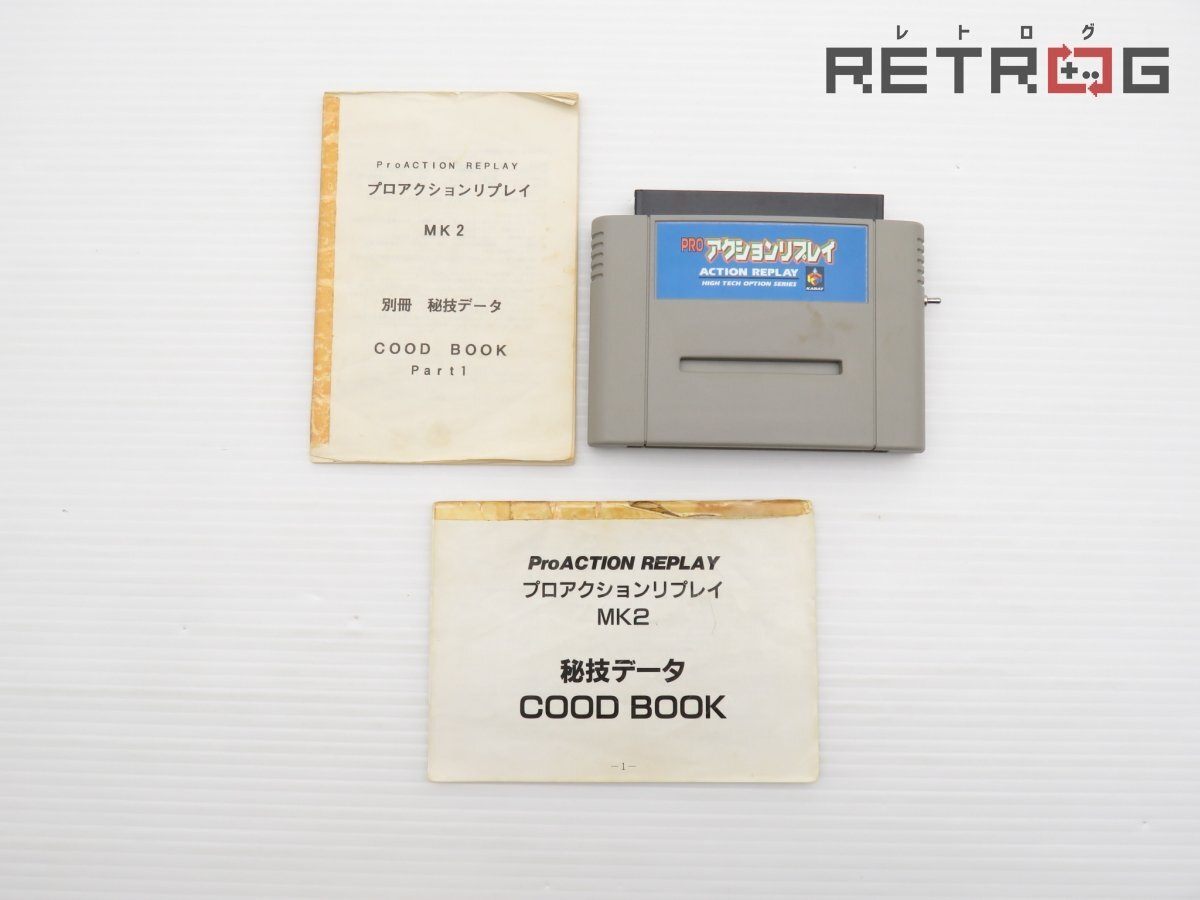 レトログ
RETROG
ProACTION REPLAY
プロアクションリプレイ
MK2
別冊 秘技データ
COOD BOOK
Part1
PRO アクションリプレイ
ACTION REPLAY
HIGH TECH OPTION SERIES
KARAT
ProACTION REPLAY
プロアクションリプレイ
MK2
秘技データ
COOD BOOK
—1—